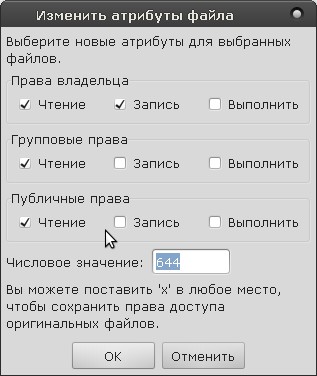 Изменить атрибуты файла
Выберите новые атрибуты для выбранных
файлов.
Права владельца
Чтение Запись Выполнить
Групповые права
Чтение Запись Выполнить
Публичные права
Чтение Запись Выполнить
Числовое значение: 644
Вы можете поставить 'x' в любое место,
чтобы сохранить права доступа
оригинальных файлов.
OK Отменить